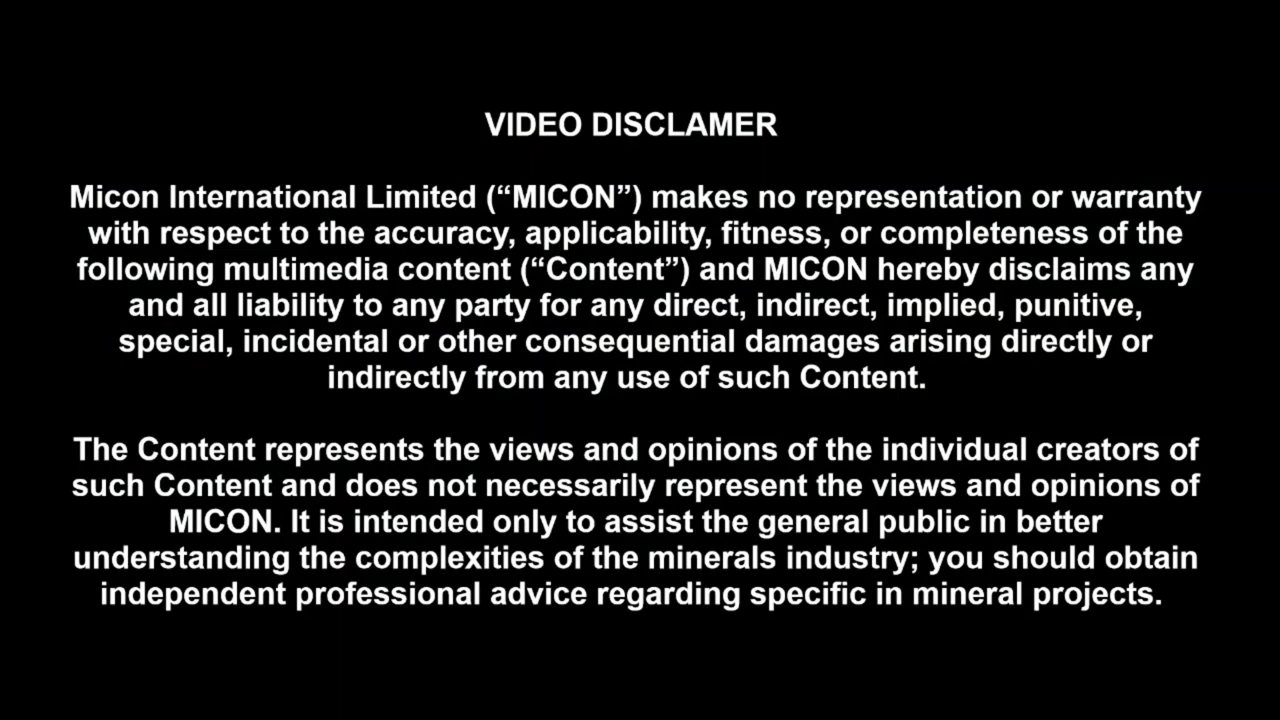 VIDEO DISCLAMER
Micon International Limited (“MICON”) makes no representation or warranty
with respect to the accuracy, applicability, fitness, or completeness of the
following multimedia content (“Content”) and MICON hereby disclaims any
and all liability to any party for any direct, indirect, implied, punitive,
special, incidental or other consequential damages arising directly or
indirectly from any use of such Content.
The Content represents the views and opinions of the individual creators of
such Content and does not necessarily represent the views and opinions of
MICON. It is intended only to assist the general public in better
understanding the complexities of the minerals industry; you should obtain
independent professional advice regarding specific in mineral projects.